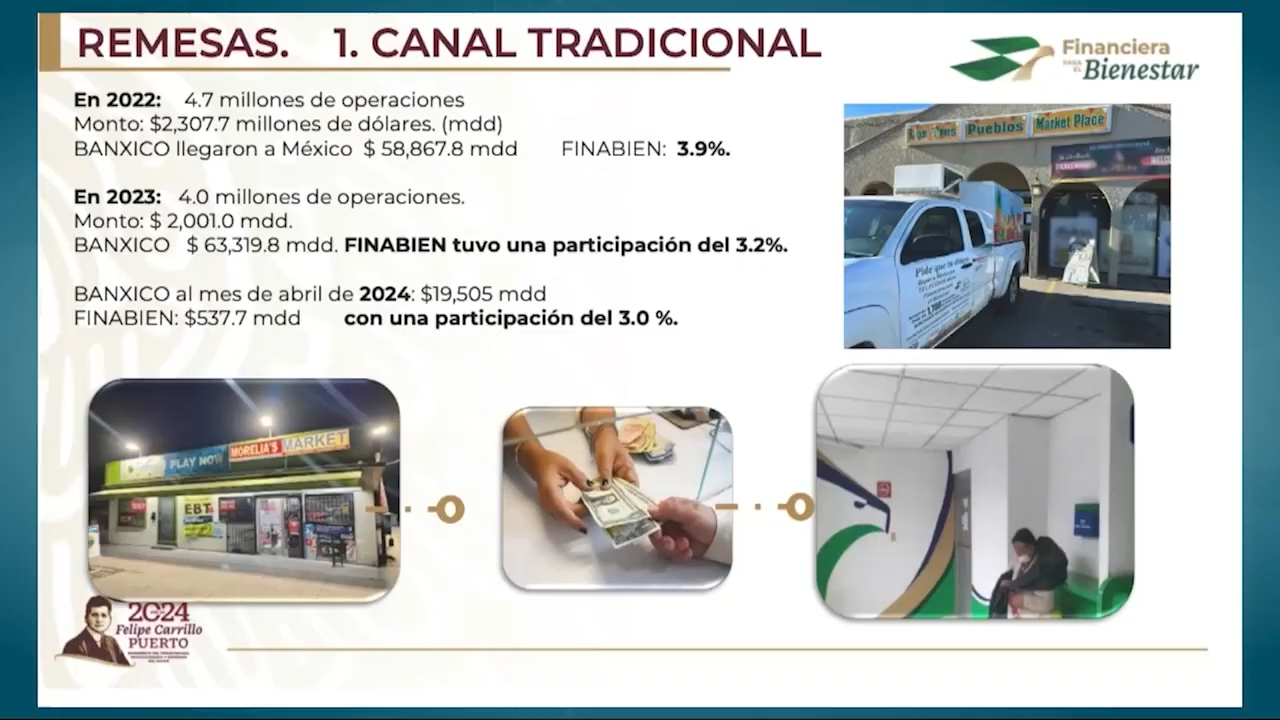 REMESAS. 1. CANAL TRADICIONAL
Financiera
PARA EL Bienestar
En 2022: 4.7 millones de operaciones
Monto: $2,307.7 millones de dólares. (mdd)
BANXICO llegaron a México $ 58,867.8 mdd FINABIEN: 3.9%.
En 2023: 4.0 millones de operaciones.
Monto: $ 2,001.0 mdd.
BANXICO $ 63,319.8 mdd. FINABIEN tuvo una participación del 3.2%.
BANXICO al mes de abril de 2024: $19,505 mdd
FINABIEN: $537.7 mdd con una participación del 3.0 %.
Pueblos Market Place
Pide que tu dinero
PLAY NOW MORELIA'S MARKET
EBT
2024
Felipe Carrillo
PUERTO